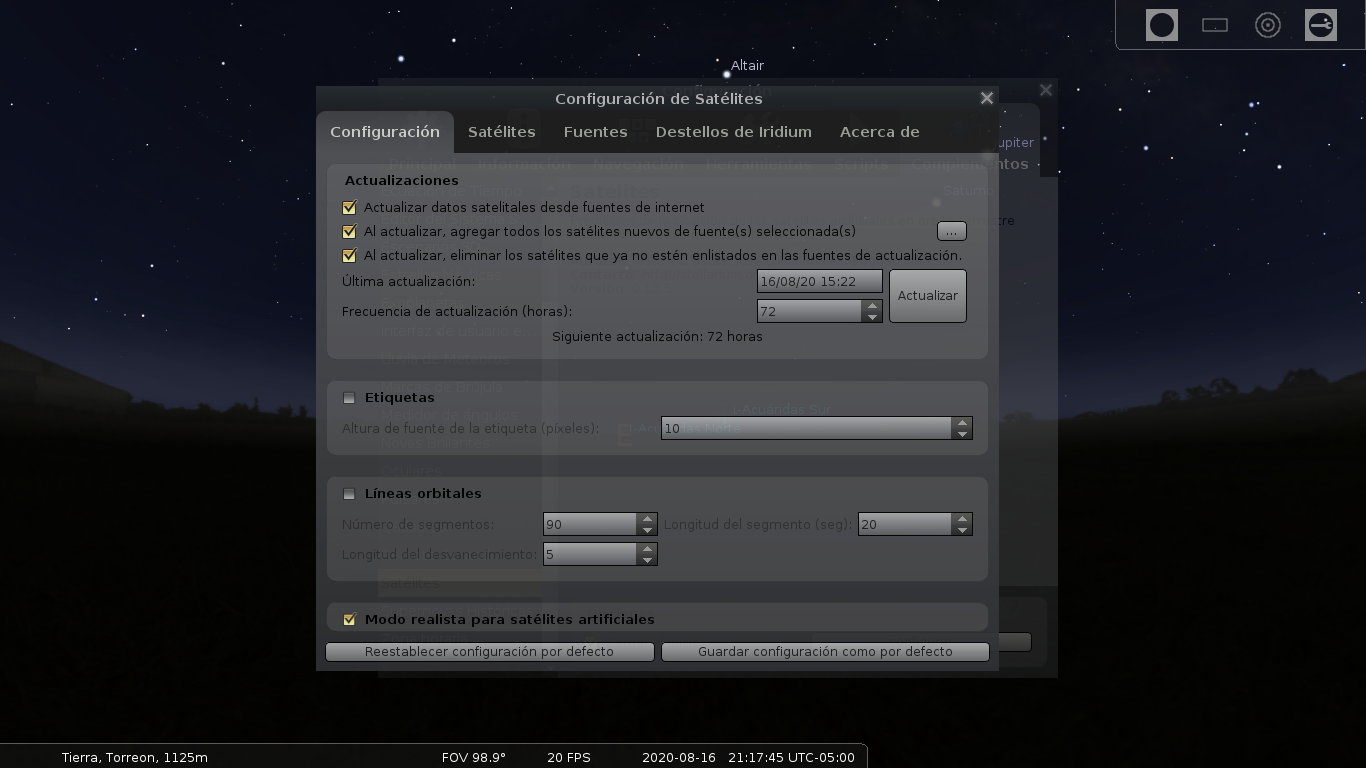 Altair
Configuración de Satélites
Configuración Satélites Fuentes Destellos de Iridium Acerca de
upiter
Scripts Complementos
Saturno
Actualizaciones
Actualizar datos satelitales desde fuentes de internet
Al actualizar, agregar todos los satélites nuevos de fuente(s) seleccionada(s) ...
Al actualizar, eliminar los satélites que ya no estén enlistados en las fuentes de actualización.
Última actualización: 16/08/20 15:22 Actualizar
Frecuencia de actualización (horas): 72
Siguiente actualización: 72 horas
Etiquetas
Altura de fuente de la etiqueta (píxeles): 10
Líneas orbitales
Número de segmentos: 90 Longitud del segmento (seg): 20
Longitud del desvanecimiento: 5
Satélites
Modo realista para satélites artificiales
Reestablecer configuración por defecto Guardar configuración como por defecto
Tierra, Torreon, 1125m FOV 98.9° 20 FPS 2020-08-16 21:17:45 UTC-05:00